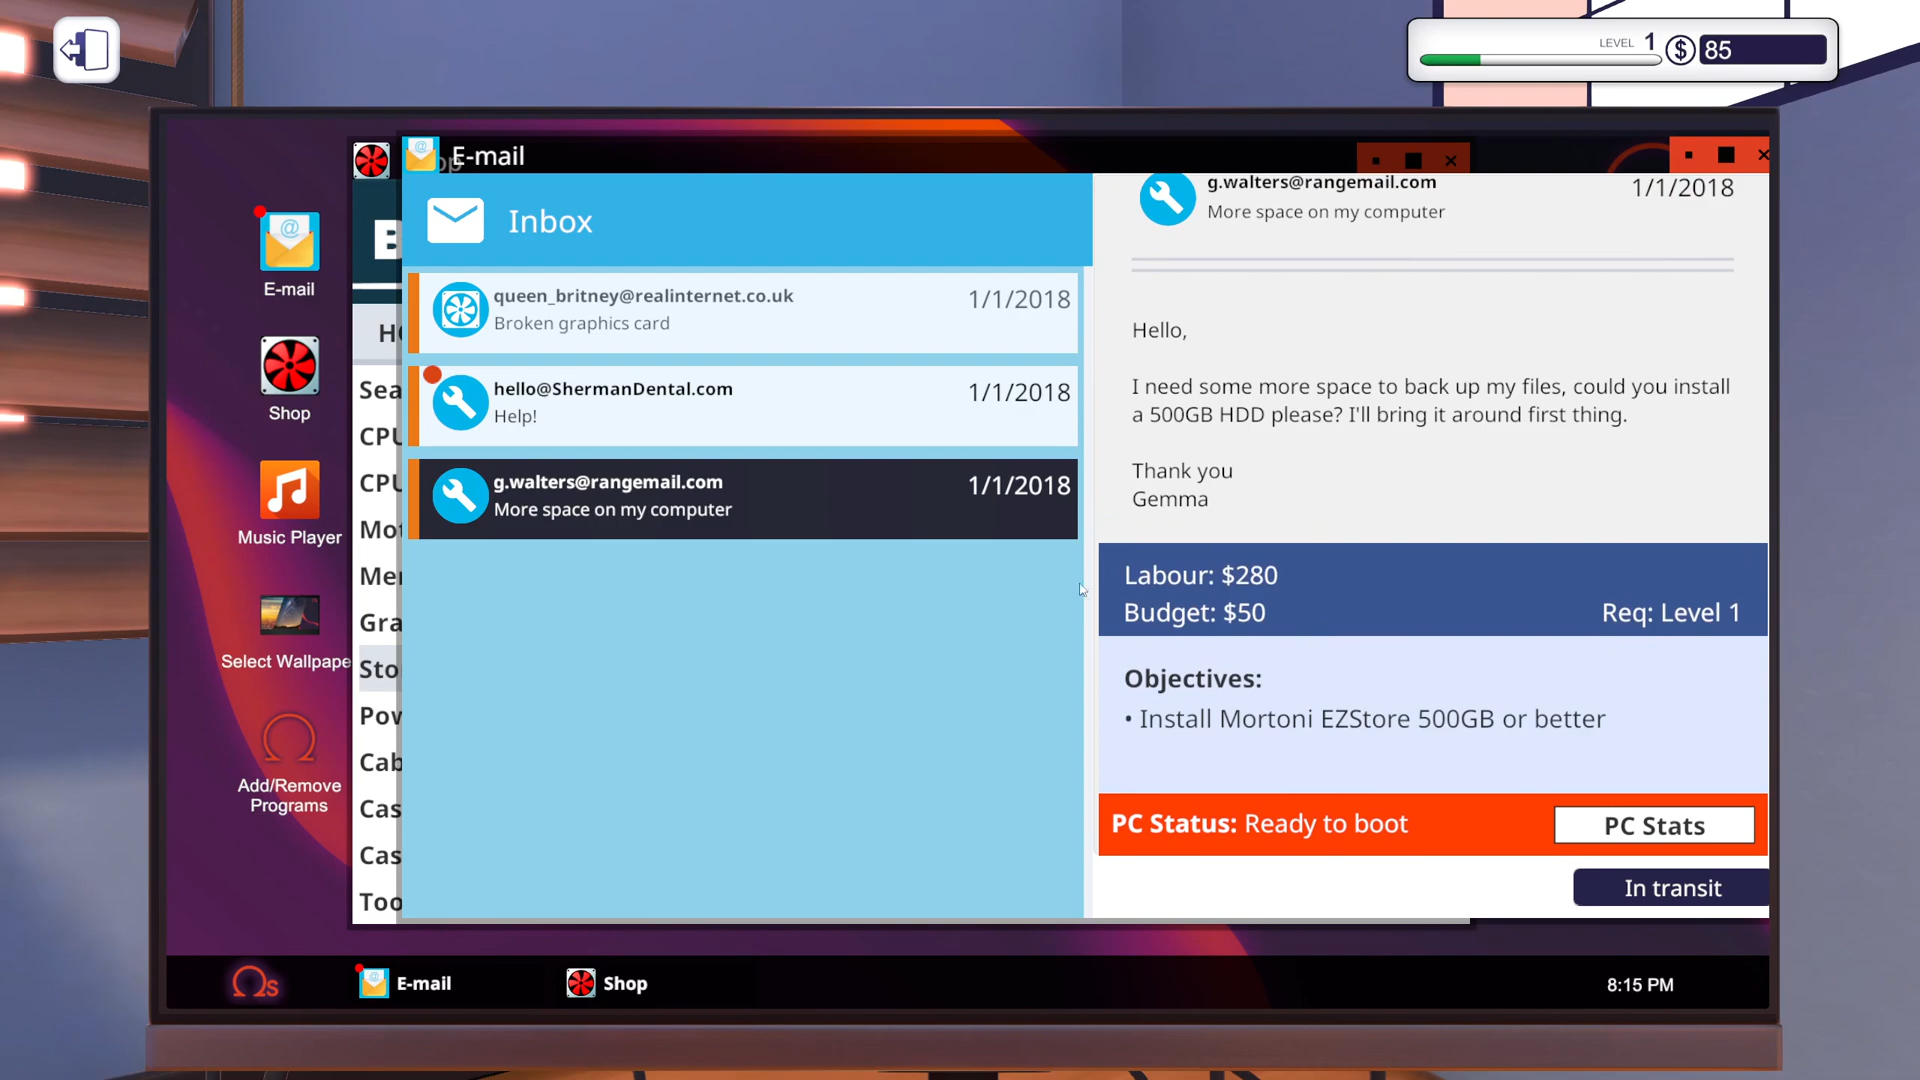 LEVEL 1
85
E-mail
Inbox
queen_britney@realinternet.co.uk
1/1/2018
Broken graphics card
hello@ShermanDental.com
1/1/2018
Help!
g.walters@rangemail.com
1/1/2018
More space on my computer
g.walters@rangemail.com
1/1/2018
More space on my computer
Hello,
I need some more space to back up my files, could you install
a 500GB HDD please? I'll bring it around first thing.
Thank you
Gemma
Labour: $280
Budget: $50
Req: Level 1
Objectives:
• Install Mortoni EZStore 500GB or better
PC Status: Ready to boot
PC Stats
In transit
E-mail
Shop
Music Player
Select Wallpape
Add/Remove
Programs
Sea
CPU
CPU
Mot
Mer
Gra
Sto
Pow
Cab
Cas
Cas
Too
Ωs
E-mail
Shop
8:15 PM